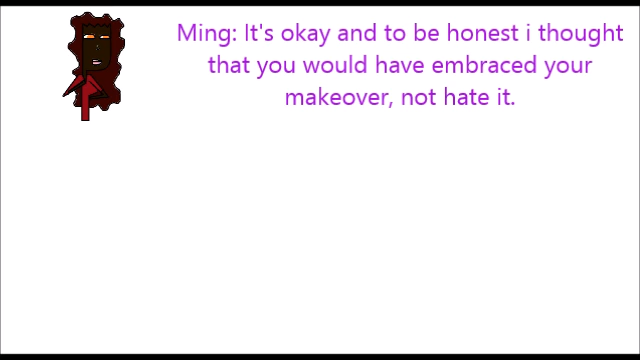 Ming: It's okay and to be honest i thought
that you would have embraced your
makeover, not hate it.